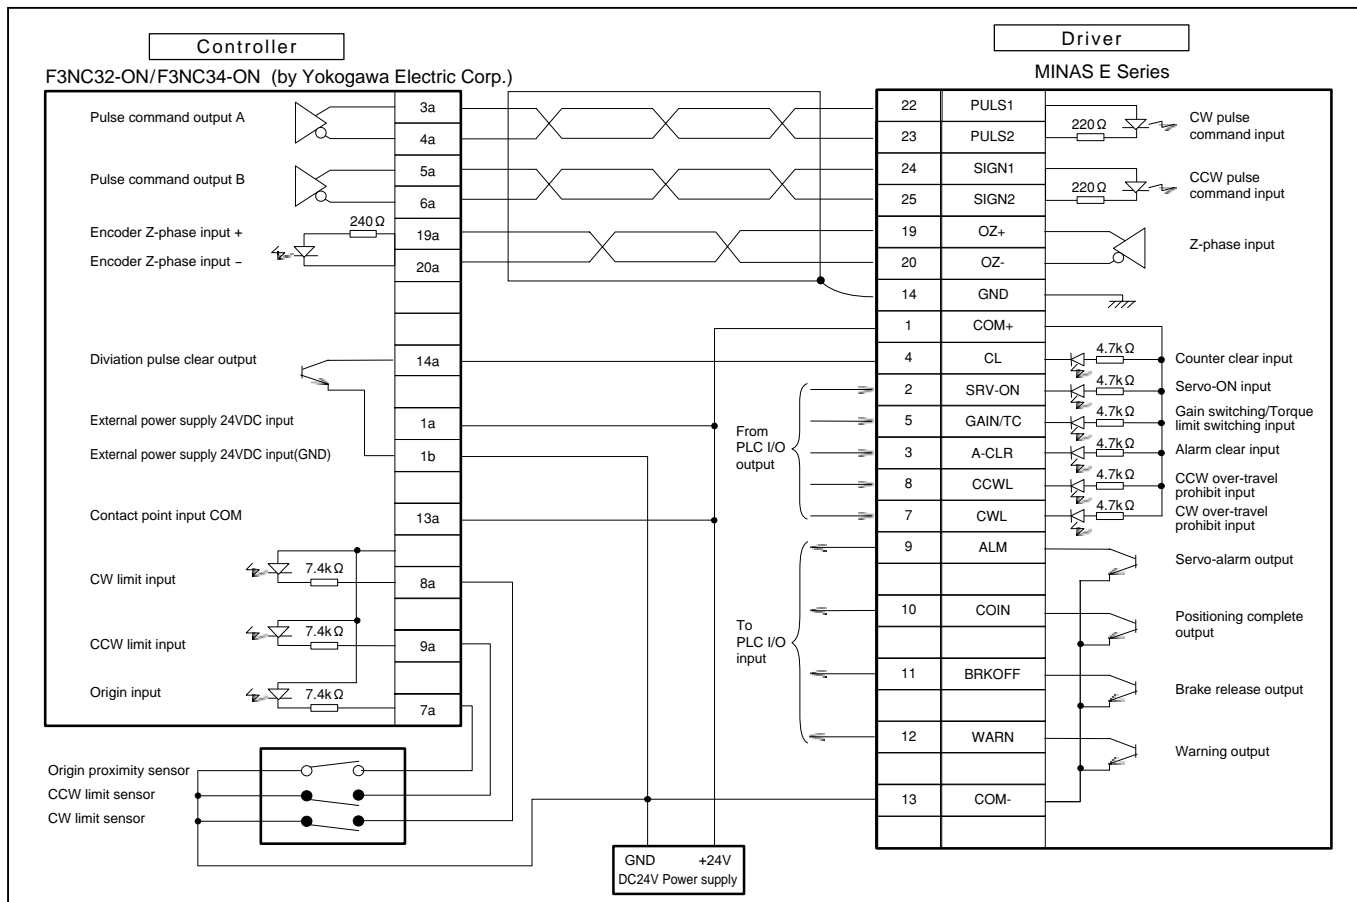 Controller
F3NC32-ON/F3NC34-ON (by Yokogawa Electric Corp.)
Pulse command output A
3a
4a
Pulse command output B
5a
6a
240Ω
Encoder Z-phase input +
19a
Encoder Z-phase input −
20a
Diviation pulse clear output
14a
External power supply 24VDC input
1a
External power supply 24VDC input(GND)
1b
Contact point input COM
13a
CW limit input
7.4kΩ
8a
CCW limit input
7.4kΩ
9a
Origin input
7.4kΩ
7a
Origin proximity sensor
CCW limit sensor
CW limit sensor
From
PLC I/O
output
To
PLC I/O
input
GND +24V
DC24V Power supply
Driver
MINAS E Series
22 PULS1
23 PULS2
220Ω
CW pulse
command input
24 SIGN1
25 SIGN2
220Ω
CCW pulse
command input
19 OZ+
20 OZ-
Z-phase input
14 GND
1 COM+
4 CL 4.7kΩ Counter clear input
2 SRV-ON 4.7kΩ Servo-ON input
5 GAIN/TC 4.7kΩ
Gain switching/Torque
limit switching input
3 A-CLR 4.7kΩ Alarm clear input
8 CCWL 4.7kΩ
CCW over-travel
prohibit input
7 CWL 4.7kΩ
CW over-travel
prohibit input
9 ALM Servo-alarm output
10 COIN
Positioning complete
output
11 BRKOFF Brake release output
12 WARN Warning output
13 COM-